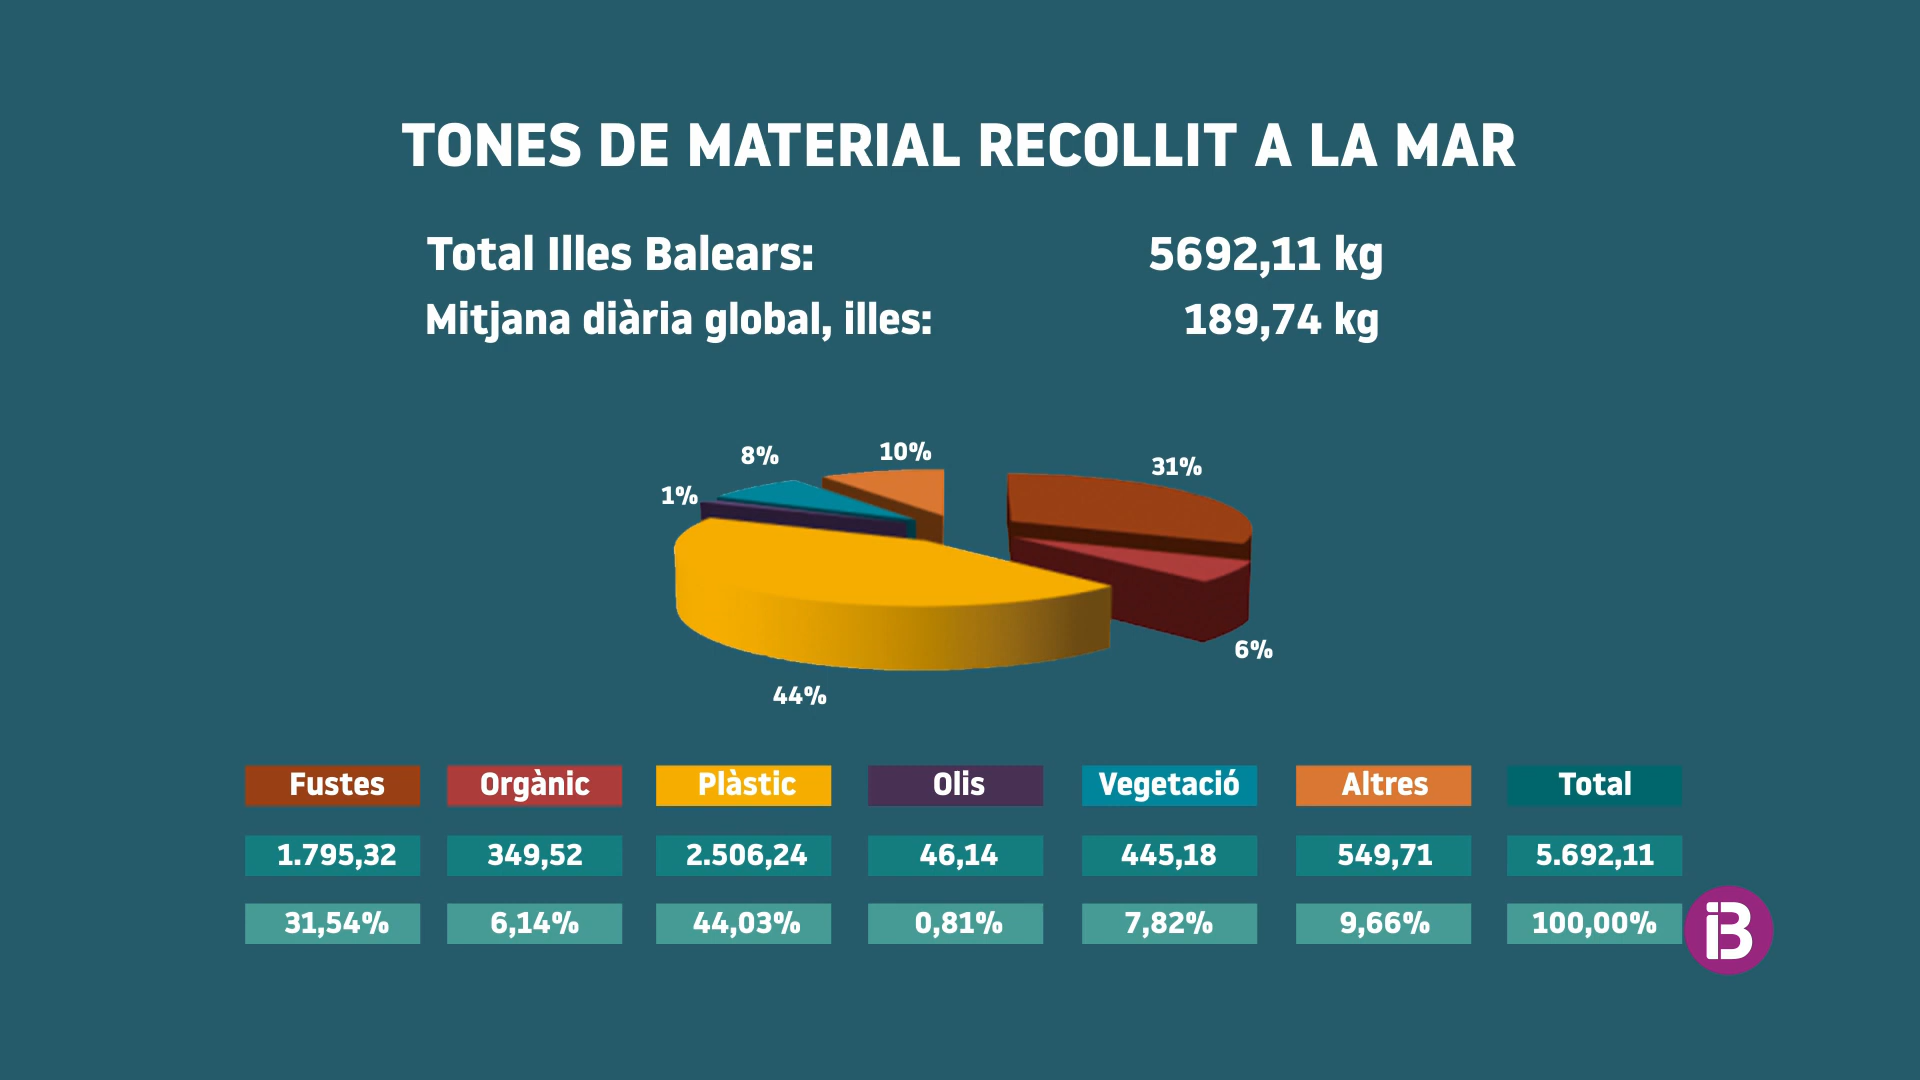 TONES DE MATERIAL RECOLLIT A LA MAR
Total Illes Balears: 5692,11 kg
Mitjana diària global, illes: 189,74 kg
10%
8%
31%
1%
6%
44%
Fustes Orgànic Plàstic Olis Vegetació Altres Total
1.795,32 349,52 2.506,24 46,14 445,18 549,71 5.692,11
31,54% 6,14% 44,03% 0,81% 7,82% 9,66% 100,00%
IB